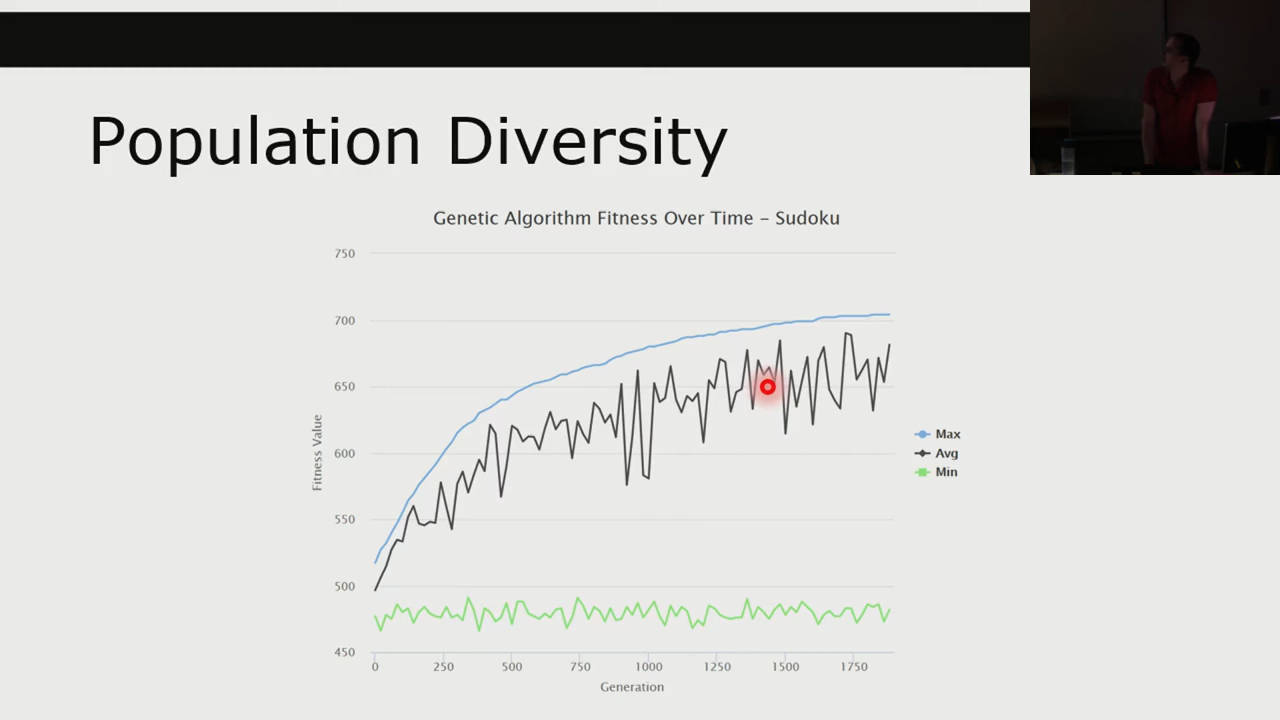 Population Diversity
Genetic Algorithm Fitness Over Time – Sudoku
750
700
650
600
550
500
450
Fitness Value
0 250 500 750 1000 1250 1500 1750
Generation
Max
Avg
Min